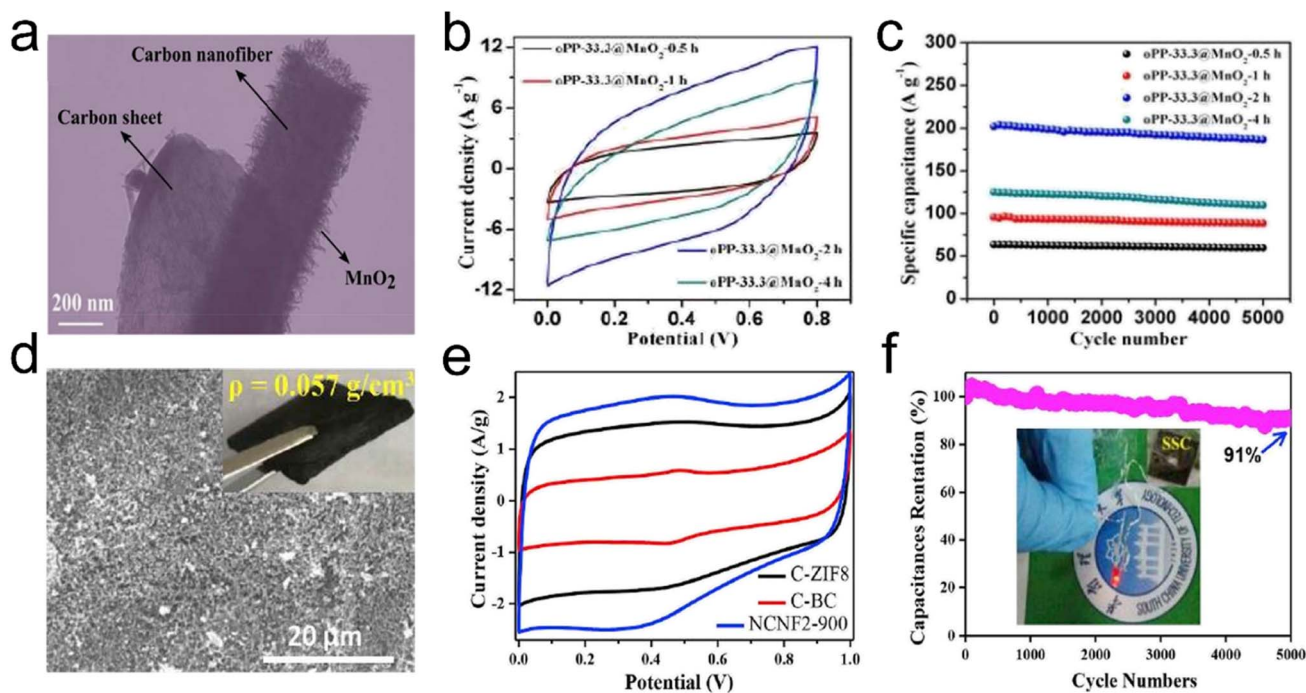 a
Carbon nanofiber
Carbon sheet
MnO2
200 nm
b
Current density (A g-1)
12
6
0
-6
-12
oPP-33.3@MnO2-0.5 h
oPP-33.3@MnO2-1 h
oPP-33.3@MnO2-2 h
oPP-33.3@MnO2-4 h
0.0 0.2 0.4 0.6 0.8
Potential (V)
c
Specific capacitance (A g-1)
300
250
200
150
100
50
0
oPP-33.3@MnO2-0.5 h
oPP-33.3@MnO2-1 h
oPP-33.3@MnO2-2 h
oPP-33.3@MnO2-4 h
0 1000 2000 3000 4000 5000
Cycle number
d
ρ = 0.057 g/cm3
20 μm
e
Current density (A/g)
2
1
0
-1
-2
C-ZIF8
C-BC
NCNF2-900
0.0 0.2 0.4 0.6 0.8 1.0
Potential (V)
f
Capacitances Rentation (%)
120
100
80
60
40
20
0
91%
SSC
SOUTH CHINA UNIVERSITY OF TECHNOLOGY
0 1000 2000 3000 4000 5000
Cycle Numbers